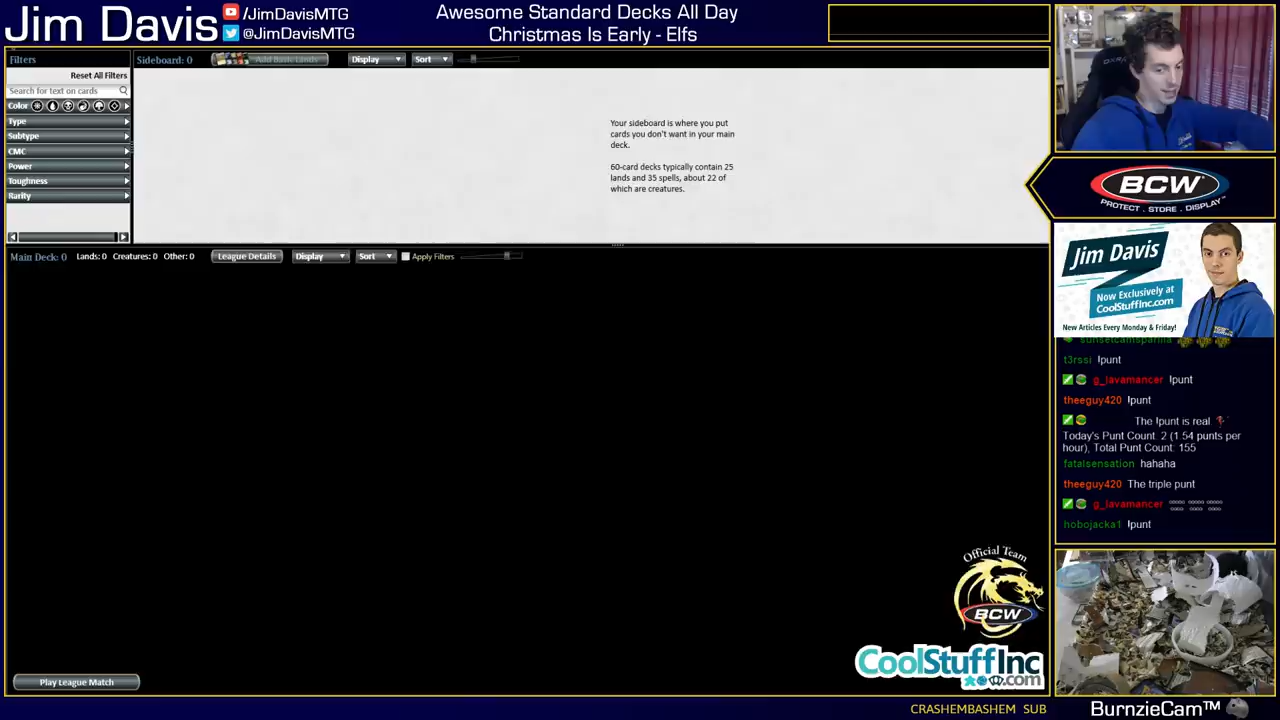 Jim Davis
/JimDavisMTG
@JimDavisMTG
Awesome Standard Decks All Day
Christmas Is Early - Elfs
Filters
Reset All Filters
Search for text on cards
Color
Type
Subtype
CMC
Power
Toughness
Rarity
Sideboard: 0
Add Basic Lands
Display
Sort
Your sideboard is where you put
cards you don't want in your main
deck.
60-card decks typically contain 25
lands and 35 spells, about 22 of
which are creatures.
Main Deck: 0 Lands: 0 Creatures: 0 Other: 0
League Details
Display
Sort
Apply Filters
Play League Match
Official Team
BCW
CoolStuffInc
.com
BCW
PROTECT . STORE . DISPLAY™
Jim Davis
Now Exclusively at
CoolStuffInc.com
New Articles Every Monday & Friday!
sunsetcamsparilla
t3rssi !punt
g_lavamancer !punt
theeguy420 !punt
The !punt is real
Today's Punt Count: 2 (1.54 punts per
hour), Total Punt Count: 155
fatalsensation hahaha
theeguy420 The triple punt
g_lavamancer
hobojacka1 !punt
CRASHEMBASHEM SUB
BurnzieCam™